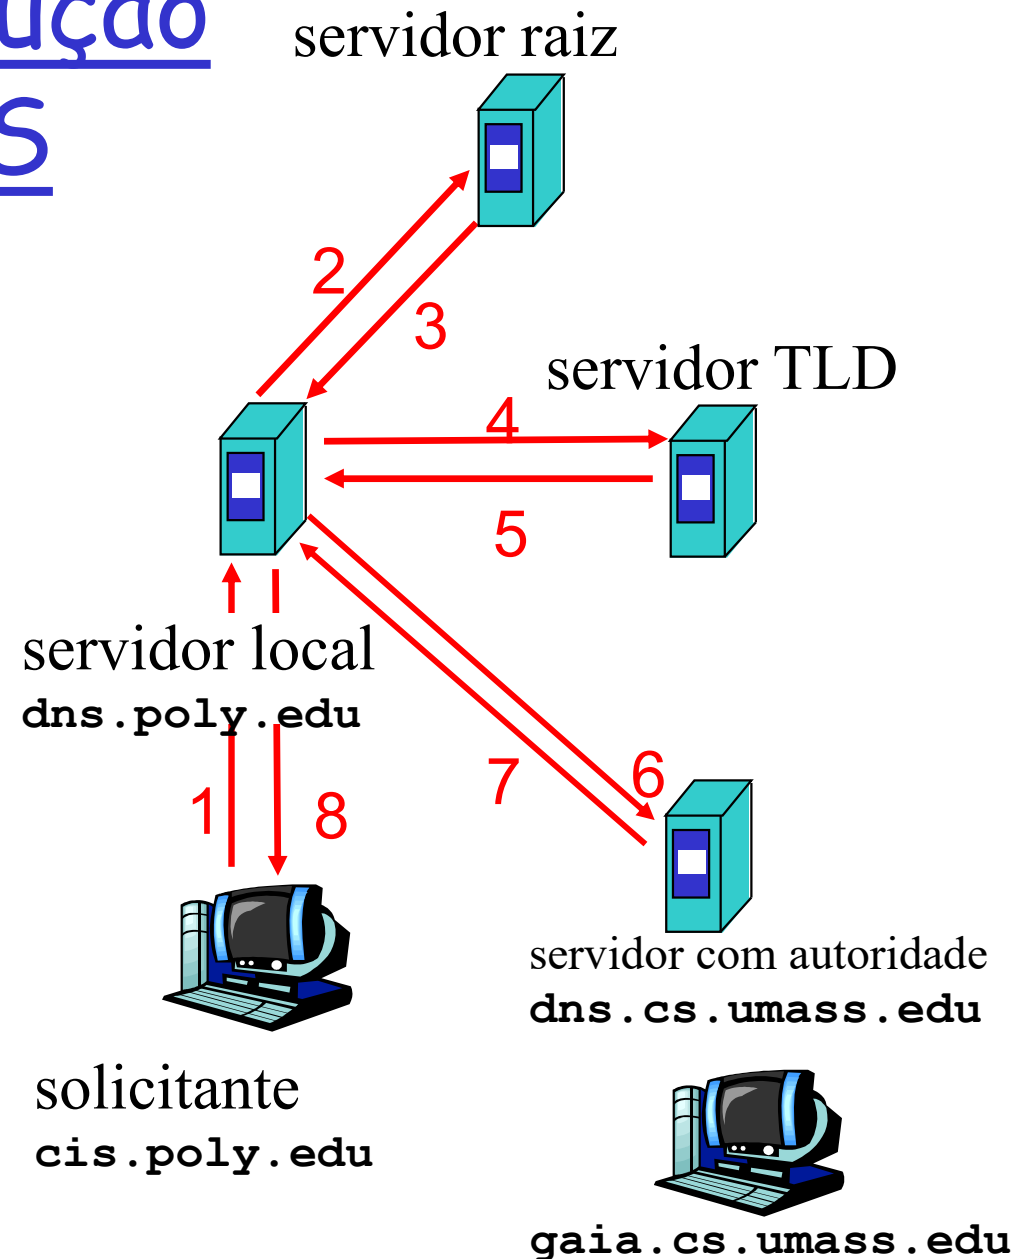 ução
S
servidor raiz
2
3
servidor TLD
4
5
servidor local
dns.poly.edu
1
8
7
6
servidor com autoridade
dns.cs.umass.edu
solicitante
cis.poly.edu
gaia.cs.umass.edu